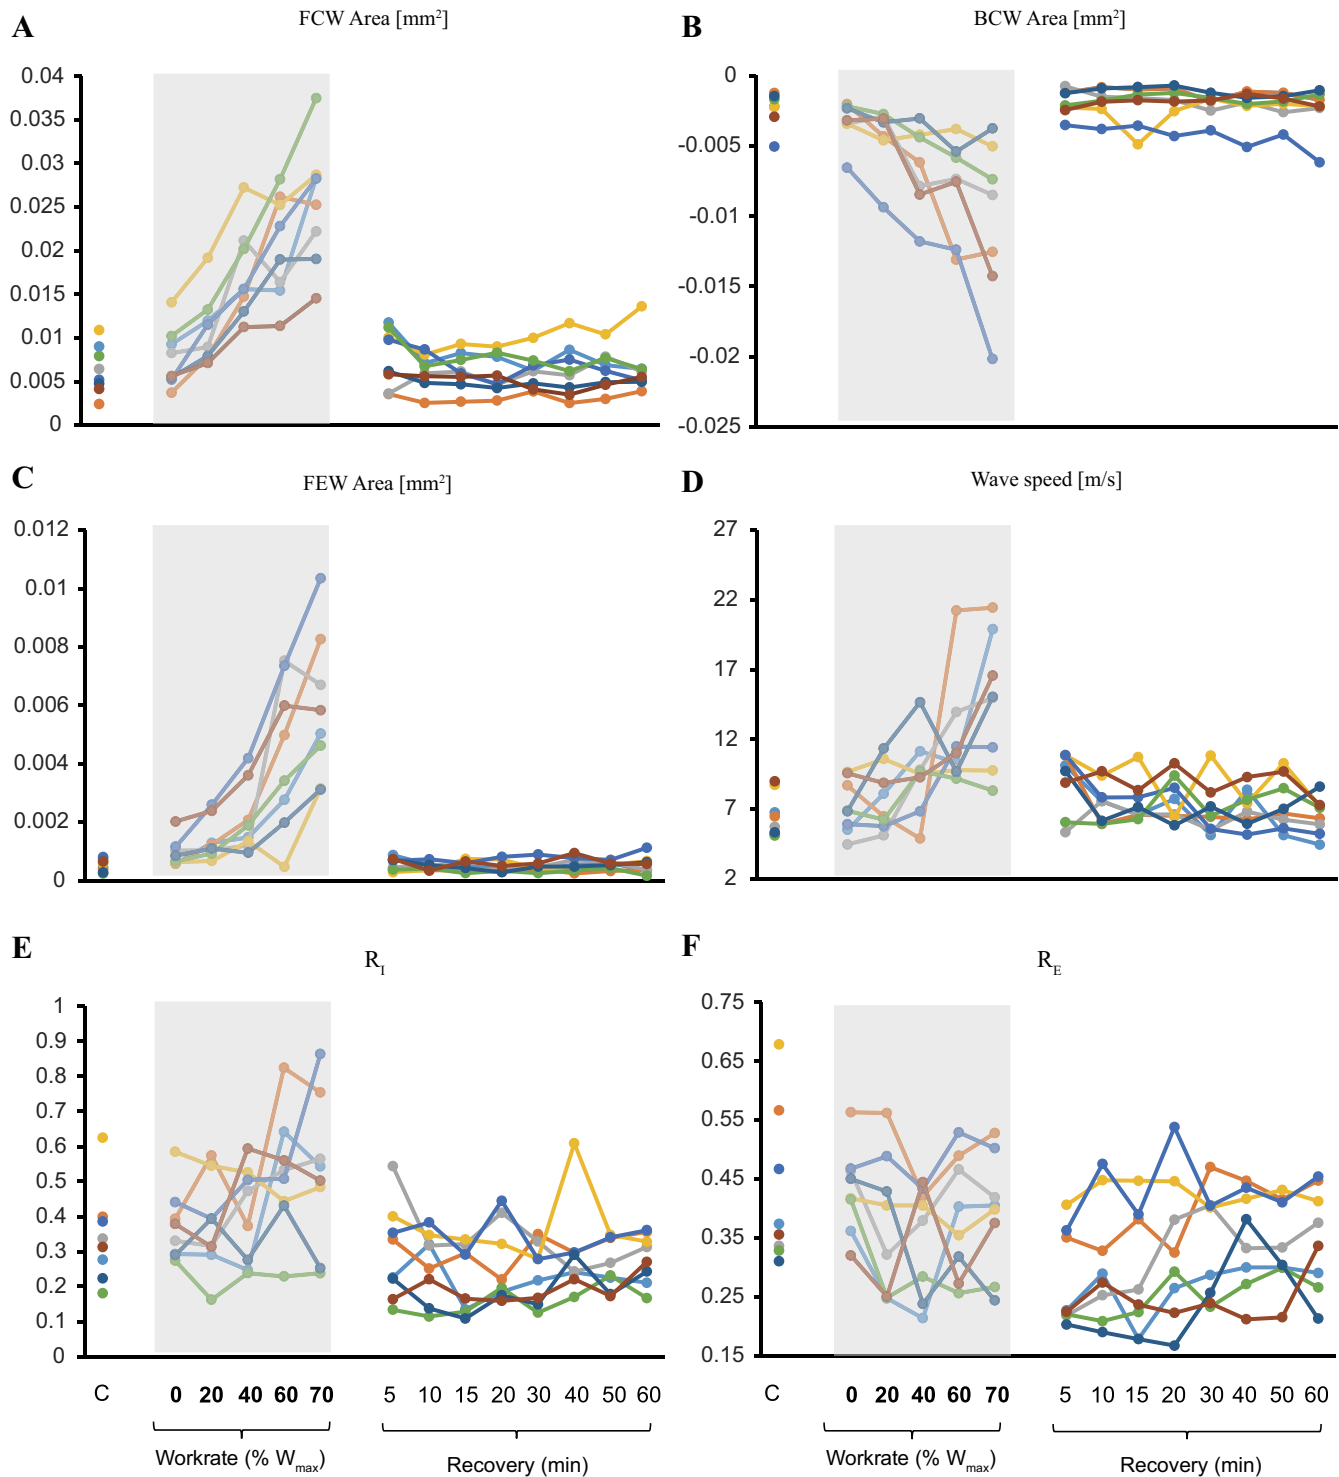 A
FCW Area [mm²]
0.04
0.035
0.03
0.025
0.02
0.015
0.01
0.005
0
B
BCW Area [mm²]
0
-0.005
-0.01
-0.015
-0.02
-0.025
C
FEW Area [mm²]
0.012
0.01
0.008
0.006
0.004
0.002
0
D
Wave speed [m/s]
27
22
17
12
7
2
E
R_I
1
0.9
0.8
0.7
0.6
0.5
0.4
0.3
0.2
0.1
0
C 0 20 40 60 70 5 10 15 20 30 40 50 60
Workrate (% W_max) Recovery (min)
F
R_E
0.75
0.65
0.55
0.45
0.35
0.25
0.15
C 0 20 40 60 70 5 10 15 20 30 40 50 60
Workrate (% W_max) Recovery (min)